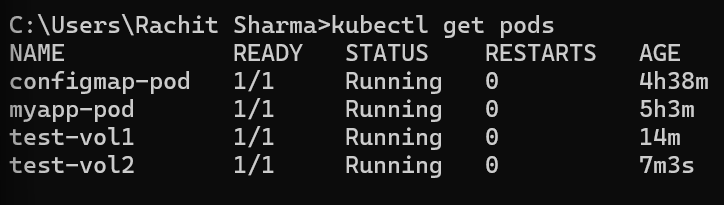 C:\Users\Rachit Sharma>kubectl get pods
NAME READY STATUS RESTARTS AGE
configmap-pod 1/1 Running 0 4h38m
myapp-pod 1/1 Running 0 5h3m
test-vol1 1/1 Running 0 14m
test-vol2 1/1 Running 0 7m3s